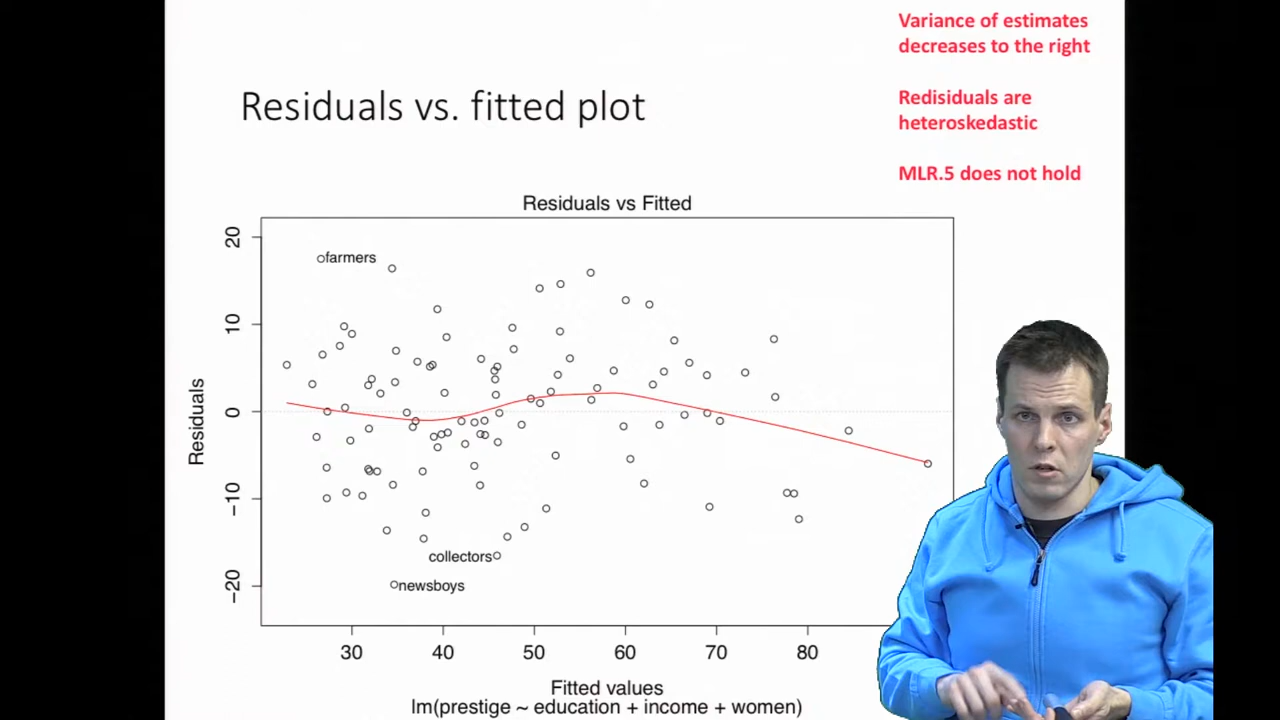 Variance of estimates
decreases to the right
Redisiduals are
heteroskedastic
MLR.5 does not hold
Residuals vs. fitted plot
Residuals vs Fitted
20
10
0
−10
−20
Residuals
farmers
collectors
newsboys
30
40
50
60
70
80
Fitted values
lm(prestige ~ education + income + women)